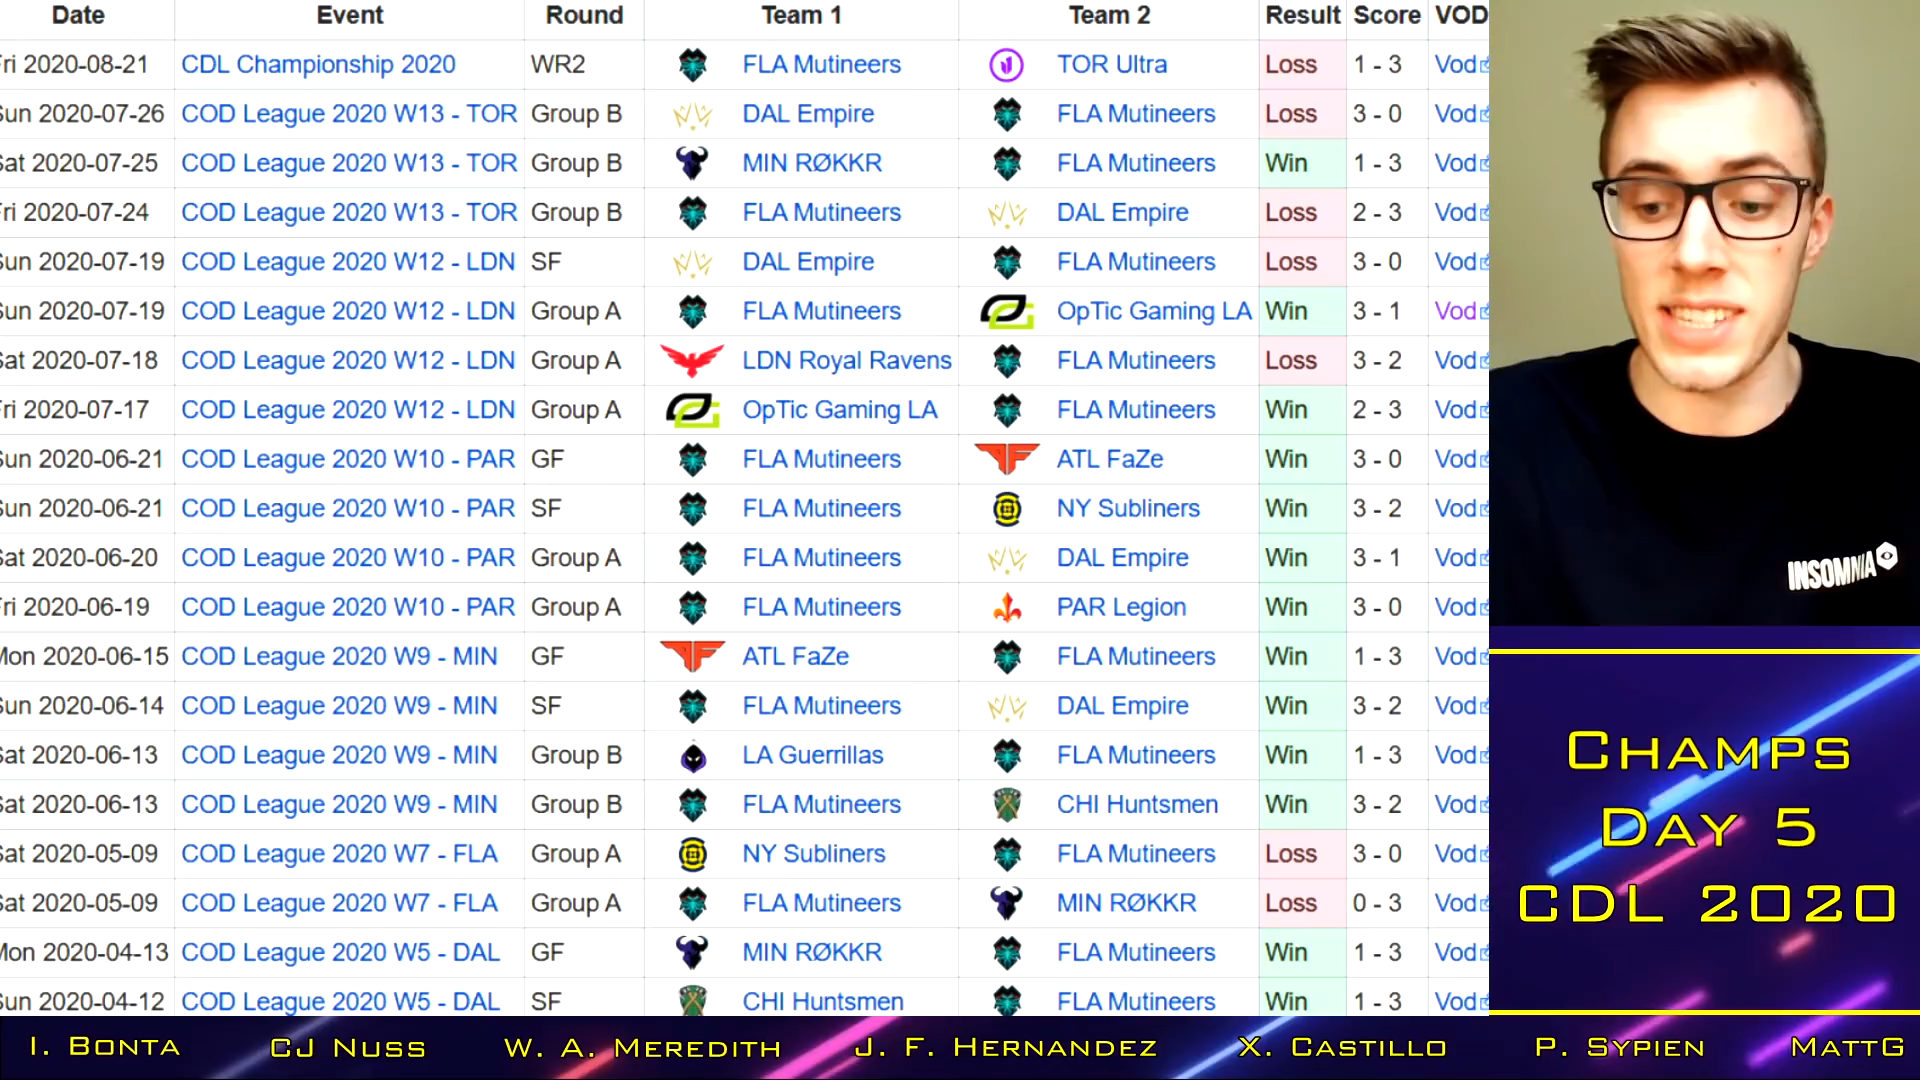 Date Event Round Team 1 Team 2 Result Score VOD
ri 2020-08-21 CDL Championship 2020 WR2 FLA Mutineers TOR Ultra Loss 1 - 3 Vod
Sun 2020-07-26 COD League 2020 W13 - TOR Group B DAL Empire FLA Mutineers Loss 3 - 0 Vod
Sat 2020-07-25 COD League 2020 W13 - TOR Group B MIN RØKKR FLA Mutineers Win 1 - 3 Vod
ri 2020-07-24 COD League 2020 W13 - TOR Group B FLA Mutineers DAL Empire Loss 2 - 3 Vod
Sun 2020-07-19 COD League 2020 W12 - LDN SF DAL Empire FLA Mutineers Loss 3 - 0 Vod
Sun 2020-07-19 COD League 2020 W12 - LDN Group A FLA Mutineers OpTic Gaming LA Win 3 - 1 Vod
Sat 2020-07-18 COD League 2020 W12 - LDN Group A LDN Royal Ravens FLA Mutineers Loss 3 - 2 Vod
Fri 2020-07-17 COD League 2020 W12 - LDN Group A OpTic Gaming LA FLA Mutineers Win 2 - 3 Vod
Sun 2020-06-21 COD League 2020 W10 - PAR GF FLA Mutineers ATL FaZe Win 3 - 0 Vod
Sun 2020-06-21 COD League 2020 W10 - PAR SF FLA Mutineers NY Subliners Win 3 - 2 Vod
Sat 2020-06-20 COD League 2020 W10 - PAR Group A FLA Mutineers DAL Empire Win 3 - 1 Vod
Fri 2020-06-19 COD League 2020 W10 - PAR Group A FLA Mutineers PAR Legion Win 3 - 0 Vod
Mon 2020-06-15 COD League 2020 W9 - MIN GF ATL FaZe FLA Mutineers Win 1 - 3 Vod
Sun 2020-06-14 COD League 2020 W9 - MIN SF FLA Mutineers DAL Empire Win 3 - 2 Vod
Sat 2020-06-13 COD League 2020 W9 - MIN Group B LA Guerrillas FLA Mutineers Win 1 - 3 Vod
Sat 2020-06-13 COD League 2020 W9 - MIN Group B FLA Mutineers CHI Huntsmen Win 3 - 2 Vod
Sat 2020-05-09 COD League 2020 W7 - FLA Group A NY Subliners FLA Mutineers Loss 3 - 0 Vod
Sat 2020-05-09 COD League 2020 W7 - FLA Group A FLA Mutineers MIN RØKKR Loss 0 - 3 Vod
Mon 2020-04-13 COD League 2020 W5 - DAL GF MIN RØKKR FLA Mutineers Win 1 - 3 Vod
Sun 2020-04-12 COD League 2020 W5 - DAL SF CHI Huntsmen FLA Mutineers Win 1 - 3 Vod
INSOMNIA
CHAMPS
DAY 5
CDL 2020
I. BONTA CJ NUSS W. A. MEREDITH J. F. HERNANDEZ X. CASTILLO P. SYPIEN MATTG